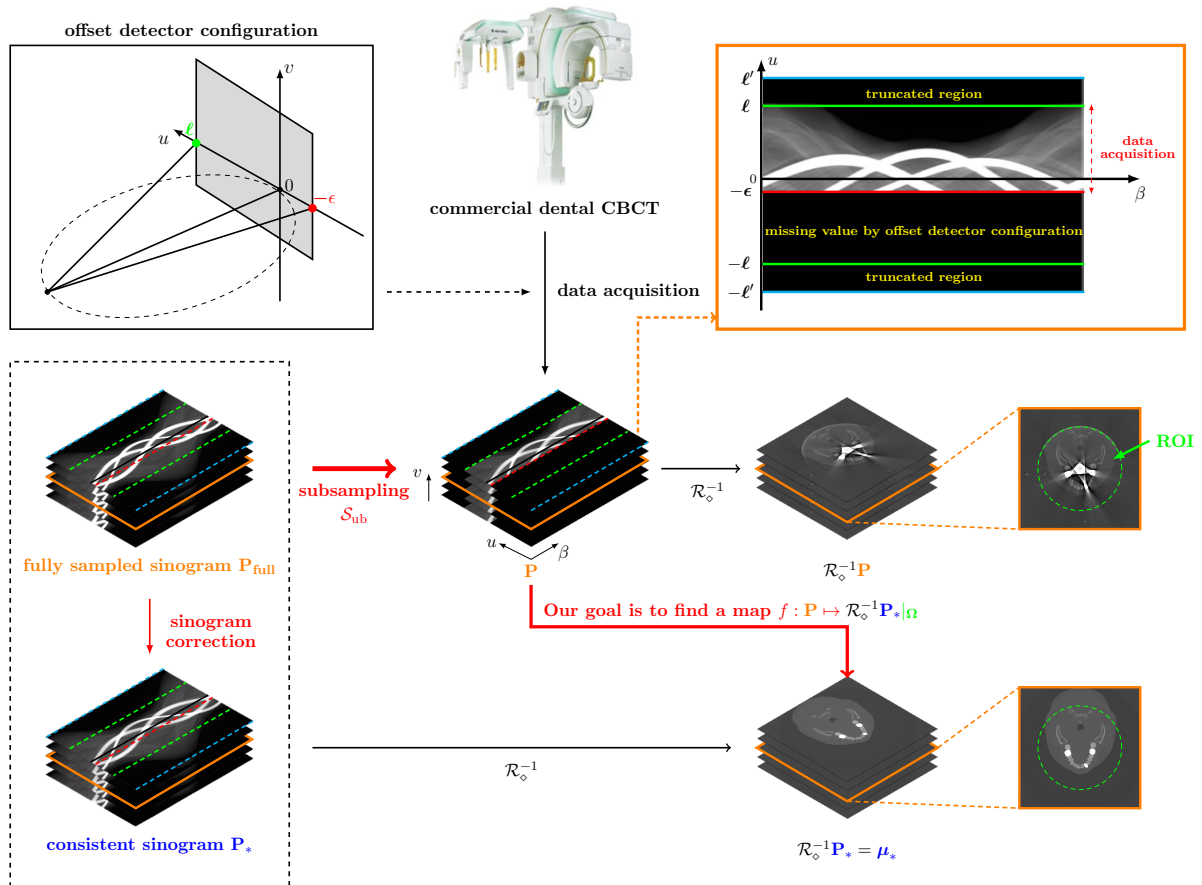 offset detector configuration
v
u
ℓ
0
−ϵ
commercial dental CBCT
data acquisition
u
ℓ′
truncated region
ℓ
data
acquisition
0
−ϵ
β
missing value by offset detector configuration
−ℓ
truncated region
−ℓ′
subsampling
𝒮ub
v
u
β
P
ℛ⋄⁻¹
ℛ⋄⁻¹P
ROI
fully sampled sinogram Pfull
sinogram
correction
Our goal is to find a map f : P ↦ ℛ⋄⁻¹P∗|Ω
consistent sinogram P∗
ℛ⋄⁻¹
ℛ⋄⁻¹P∗ = μ∗